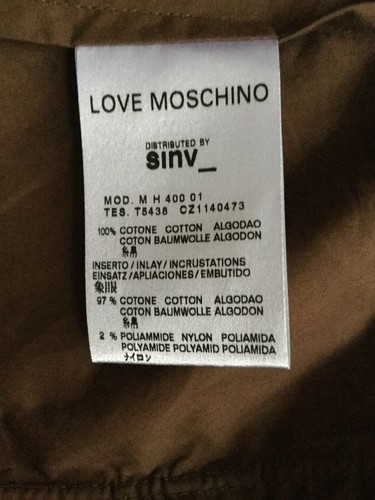 LOVE MOSCHINO
DISTRIBUTED BY
sinv_
MOD. M H 400 01
TES. T5438 CZ1140473
100% COTONE COTTON ALGODAO
COTON BAUMWOLLE ALGODON
INSERTO / INLAY / INCRUSTATIONS
EINSATZ / APLIACIONES / EMBUTIDO
97 % COTONE COTTON ALGODAO
COTON BAUMWOLLE ALGODON
2 % POLIAMMIDE NYLON POLIAMIDA
POLYAMIDE POLYAMID POLIAMIDA
ナイロン